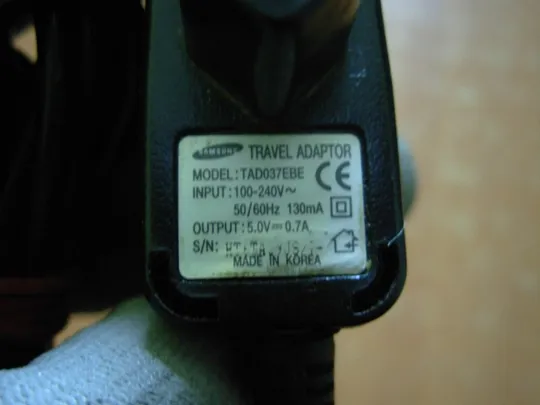 SAMSUNG TRAVEL ADAPTOR
MODEL:TAD037EBE CE
INPUT:100-240V~
50/60Hz 130mA
OUTPUT:5.0V⎓0.7A
S/N:
MADE IN KOREA